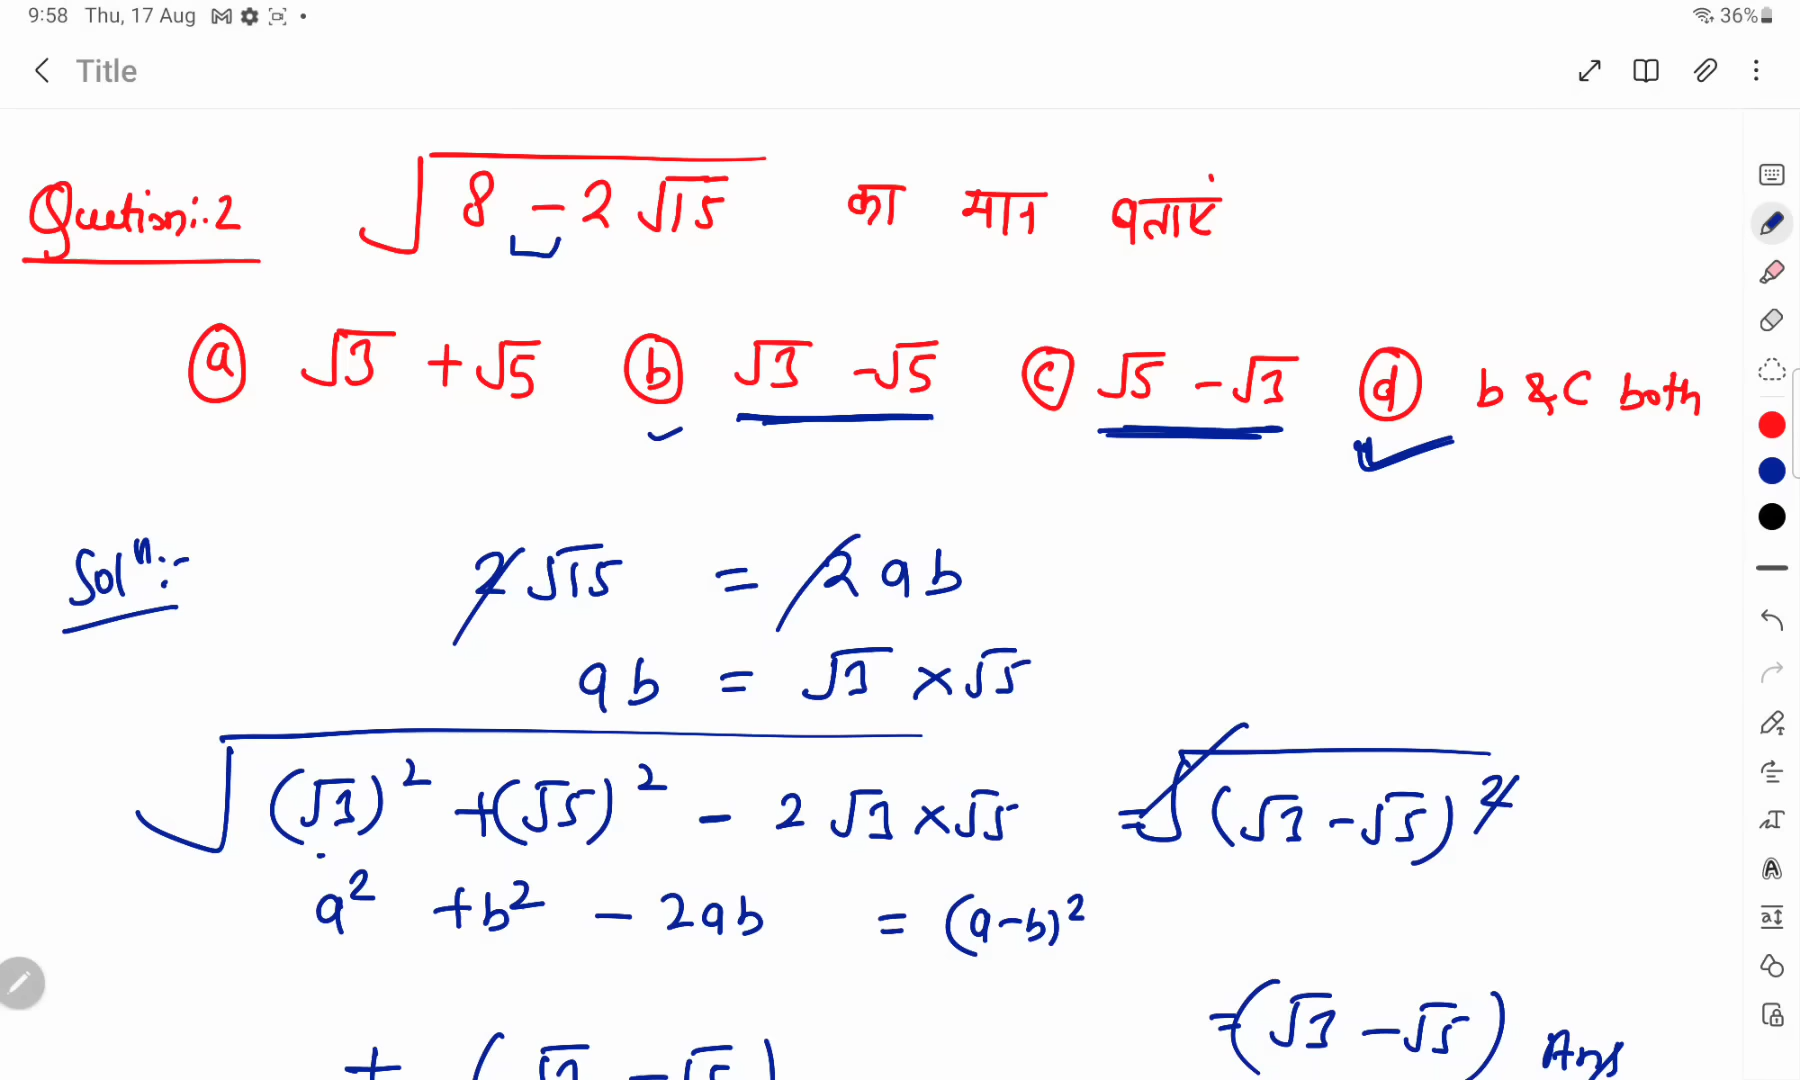 9:58 Thu, 17 Aug 36%
Title
Question:-2 √(8 - 2√15) का मान बताएं
ⓐ √3 + √5 ⓑ √3 - √5 ⓒ √5 - √3 ⓓ b & C both
Solⁿ:-
2√15 = 2ab
ab = √3 × √5
√((√3)² + (√5)² - 2√3 × √5) = √(√3 - √5)²
a² + b² - 2ab = (a-b)²
= (√3 - √5) Ans
± (√3 - √5)